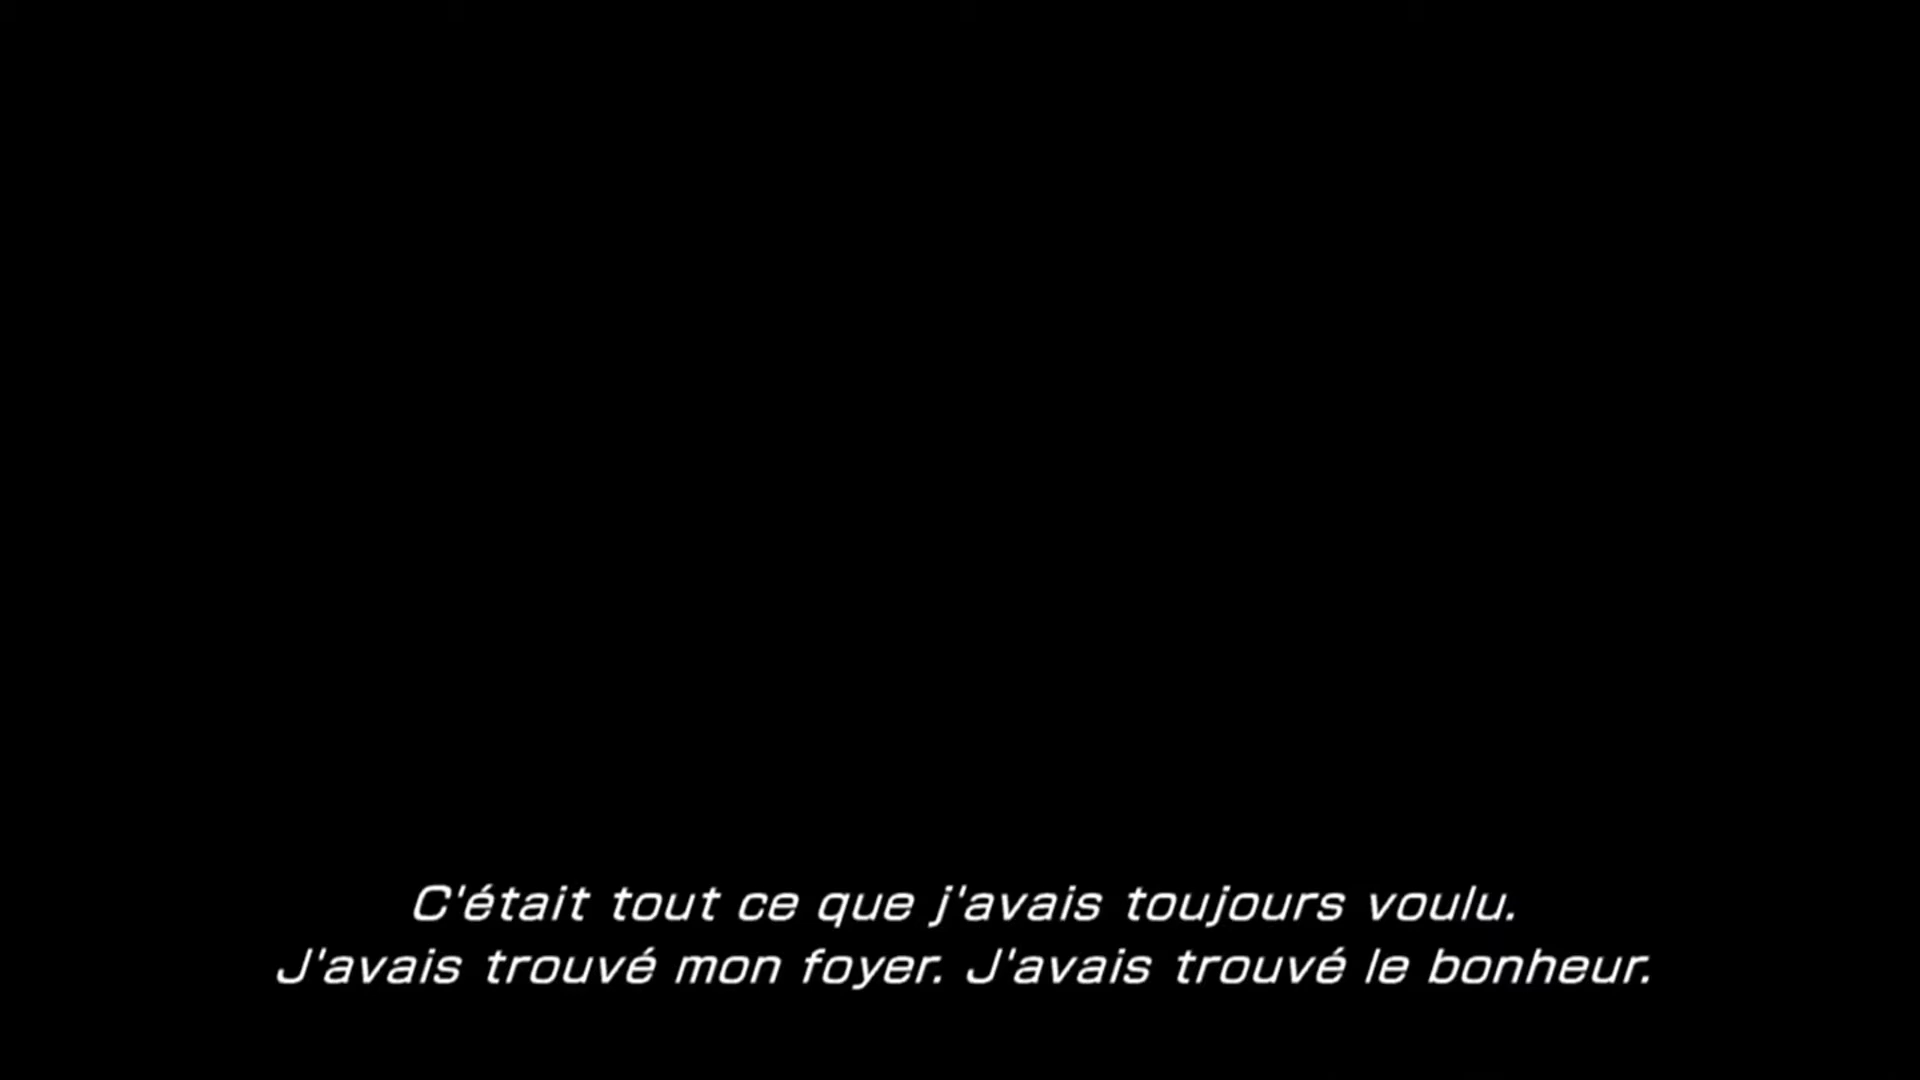 C'était tout ce que j'avais toujours voulu.
J'avais trouvé mon foyer. J'avais trouvé le bonheur.